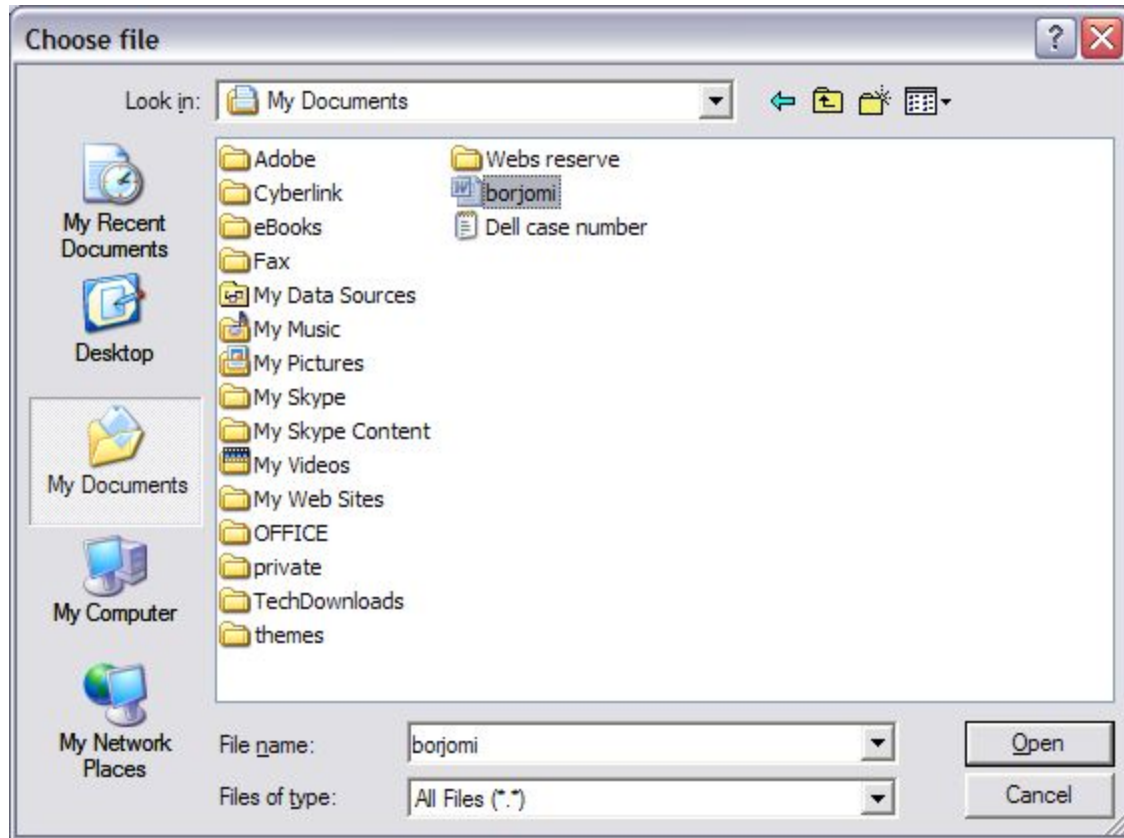 Choose file
Look in:
My Documents
My Recent
Documents
Desktop
My Documents
My Computer
My Network
Places
Adobe
Cyberlink
eBooks
Fax
My Data Sources
My Music
My Pictures
My Skype
My Skype Content
My Videos
My Web Sites
OFFICE
private
TechDownloads
themes
Webs reserve
borjomi
Dell case number
File name:
borjomi
Open
Files of type:
All Files (*.*)
Cancel